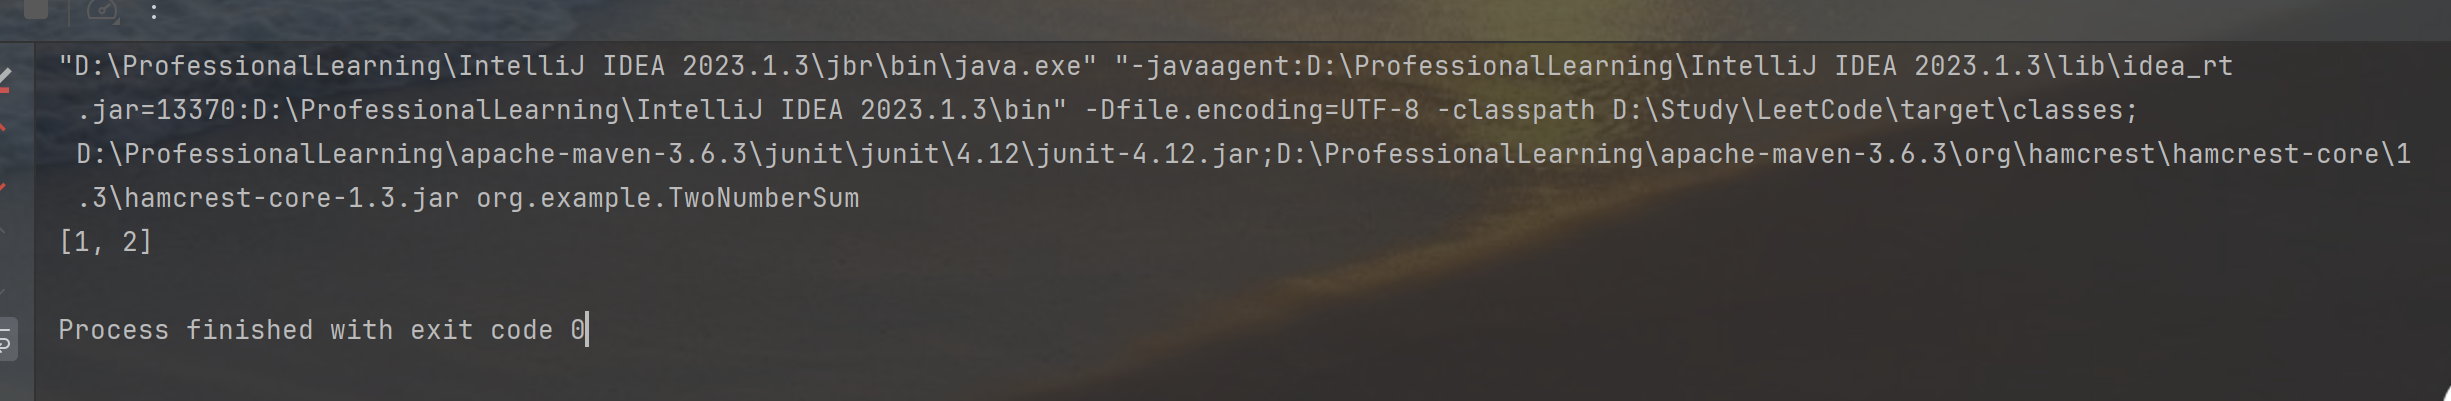 "D:\ProfessionalLearning\IntelliJ IDEA 2023.1.3\jbr\bin\java.exe" "-javaagent:D:\ProfessionalLearning\IntelliJ IDEA 2023.1.3\lib\idea_rt
.jar=13370:D:\ProfessionalLearning\IntelliJ IDEA 2023.1.3\bin" -Dfile.encoding=UTF-8 -classpath D:\Study\LeetCode\target\classes;
D:\ProfessionalLearning\apache-maven-3.6.3\junit\junit\4.12\junit-4.12.jar;D:\ProfessionalLearning\apache-maven-3.6.3\org\hamcrest\hamcrest-core\1
.3\hamcrest-core-1.3.jar org.example.TwoNumberSum
[1, 2]
Process finished with exit code 0